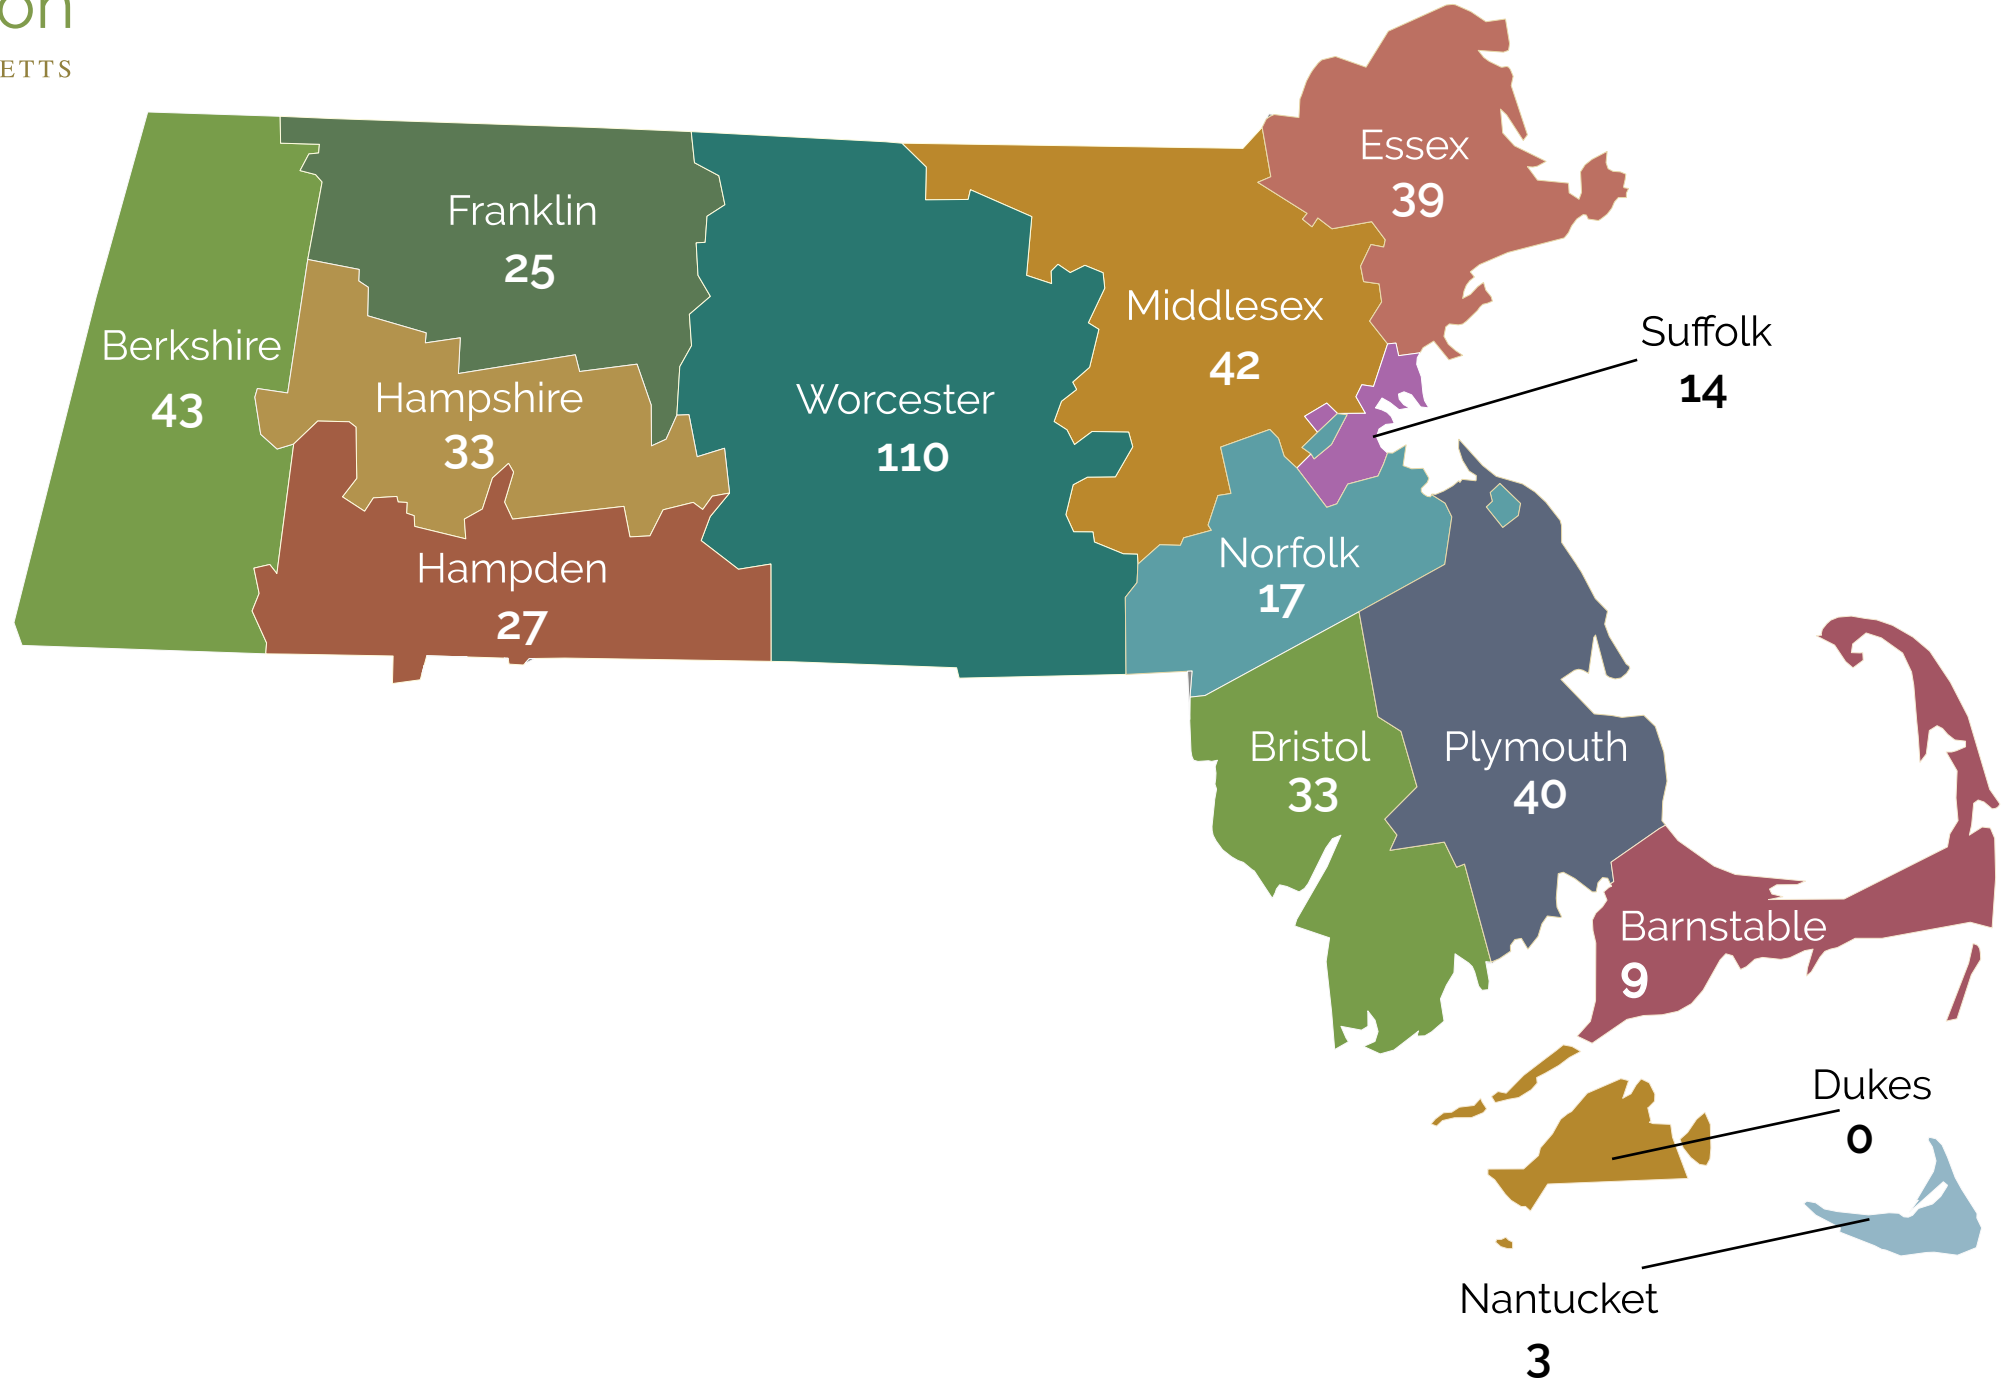 on
ETTS
Essex
39
Franklin
25
Middlesex
42
Suffolk
14
Berkshire
43
Hampshire
33
Worcester
110
Norfolk
17
Hampden
27
Bristol
33
Plymouth
40
Barnstable
9
Dukes
0
Nantucket
3